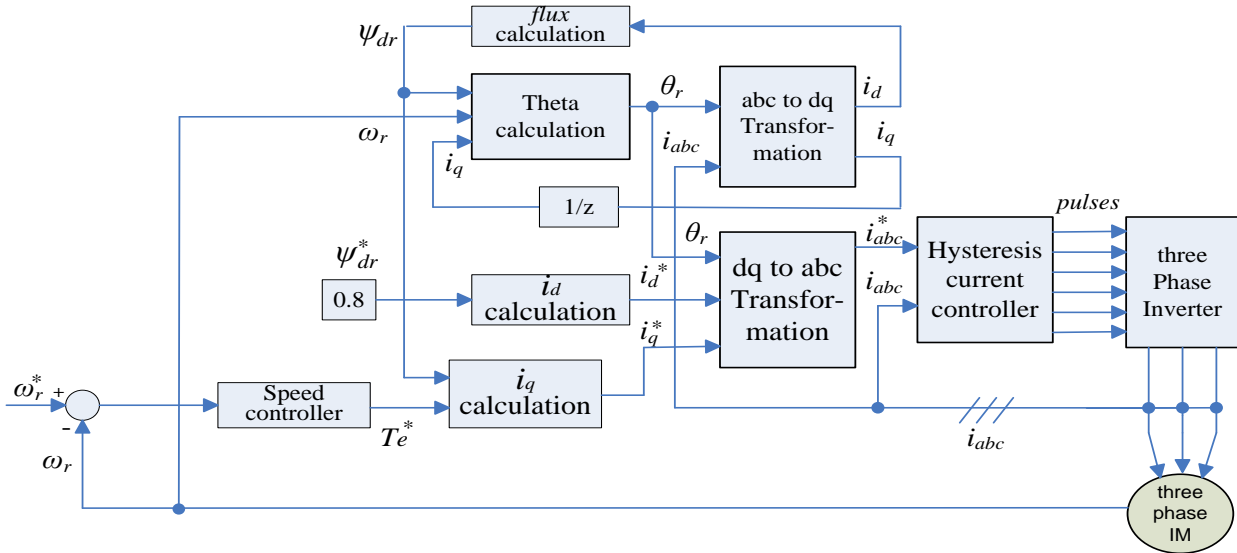 flux
calculation
ψdr
Theta
calculation
θr
abc to dq
Transfor-
mation
id
iq
ωr
iq
iabc
1/z
pulses
ψ*dr
θr
i*abc
Hysteresis
current
controller
three
Phase
Inverter
0.8
id
calculation
id*
dq to abc
Transfor-
mation
iabc
iq*
ω*r
+
-
Speed
controller
Te*
iq
calculation
iabc
ωr
three
phase
IM